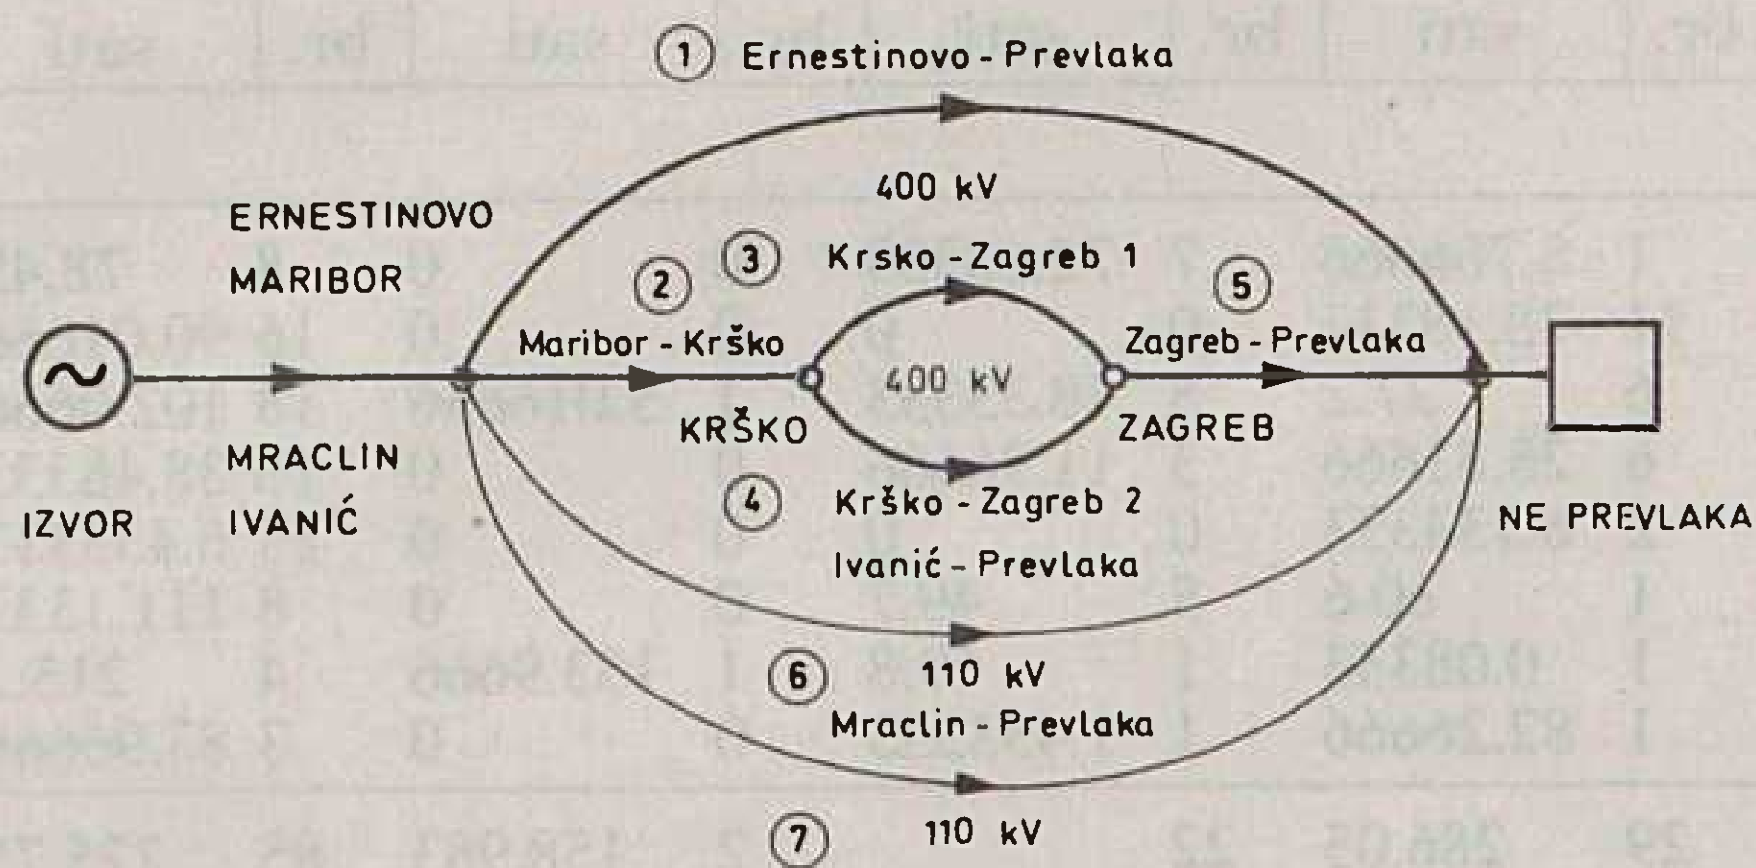 ① Ernestinovo - Prevlaka
400 kV
ERNESTINOVO
MARIBOR
② Maribor - Krško
③ Krsko - Zagreb 1
⑤ Zagreb - Prevlaka
400 kV
KRŠKO
ZAGREB
IZVOR
MRACLIN
IVANIĆ
④ Krško - Zagreb 2
NE PREVLAKA
Ivanić - Prevlaka
⑥ 110 kV
Mraclin - Prevlaka
⑦ 110 kV